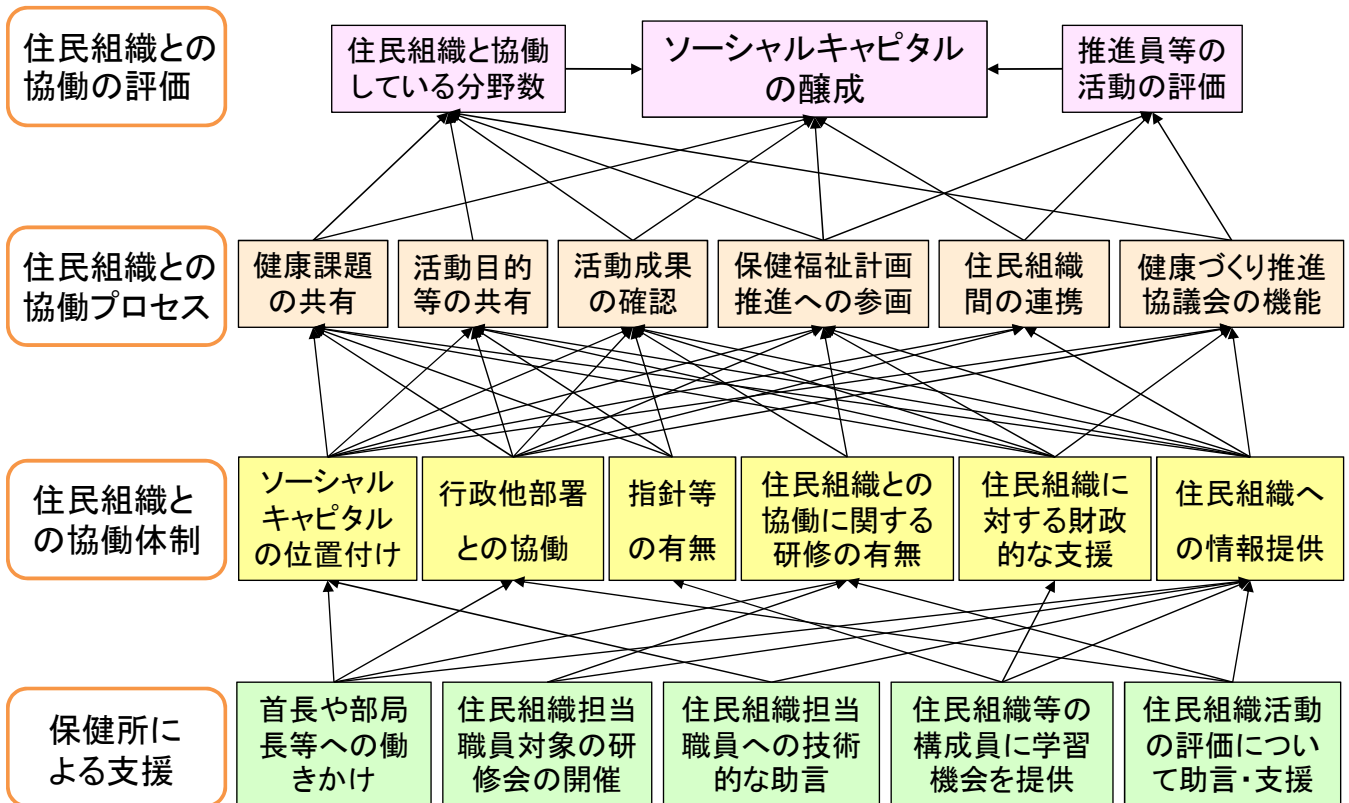 住民組織との
協働の評価
住民組織と協働
している分野数
ソーシャルキャピタル
の醸成
推進員等の
活動の評価
住民組織との
協働プロセス
健康課題
の共有
活動目的
等の共有
活動成果
の確認
保健福祉計画
推進への参画
住民組織
間の連携
健康づくり推進
協議会の機能
住民組織と
の協働体制
ソーシャル
キャピタル
の位置付け
行政他部署
との協働
指針等
の有無
住民組織との
協働に関する
研修の有無
住民組織に
対する財政
的な支援
住民組織へ
の情報提供
保健所に
よる支援
首長や部局
長等への働
きかけ
住民組織担当
職員対象の研
修会の開催
住民組織担当
職員への技術
的な助言
住民組織等の
構成員に学習
機会を提供
住民組織活動
の評価につい
て助言・支援